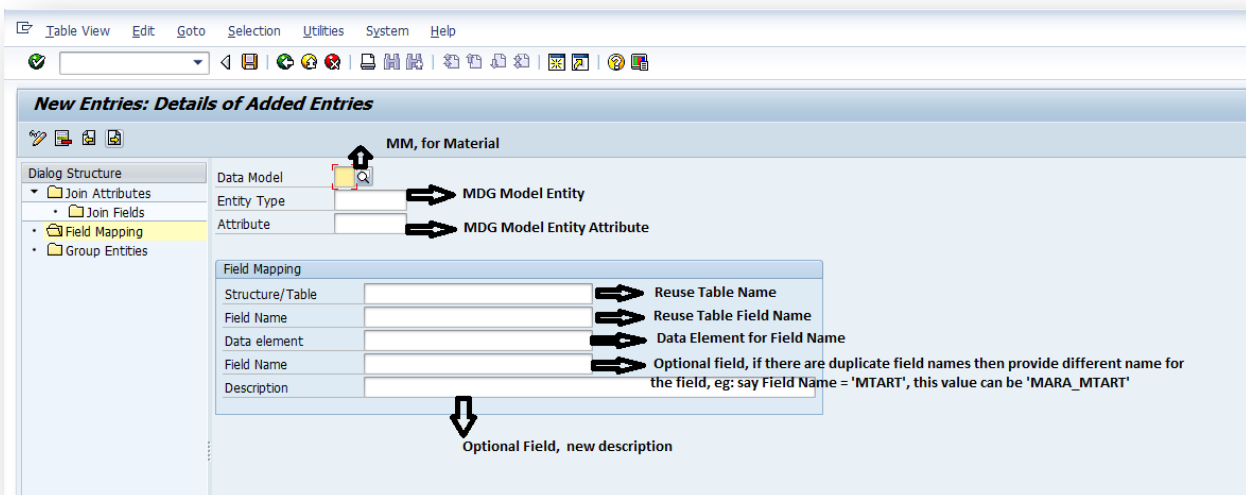 Table View Edit Goto Selection Utilities System Help
New Entries: Details of Added Entries
MM, for Material
Dialog Structure
Join Attributes
Join Fields
Field Mapping
Group Entities
Data Model
Entity Type
MDG Model Entity
Attribute
MDG Model Entity Attribute
Field Mapping
Structure/Table
Reuse Table Name
Field Name
Reuse Table Field Name
Data element
Data Element for Field Name
Field Name
Optional field, if there are duplicate field names then provide different name for
the field, eg: say Field Name = 'MTART', this value can be 'MARA_MTART'
Description
Optional Field, new description